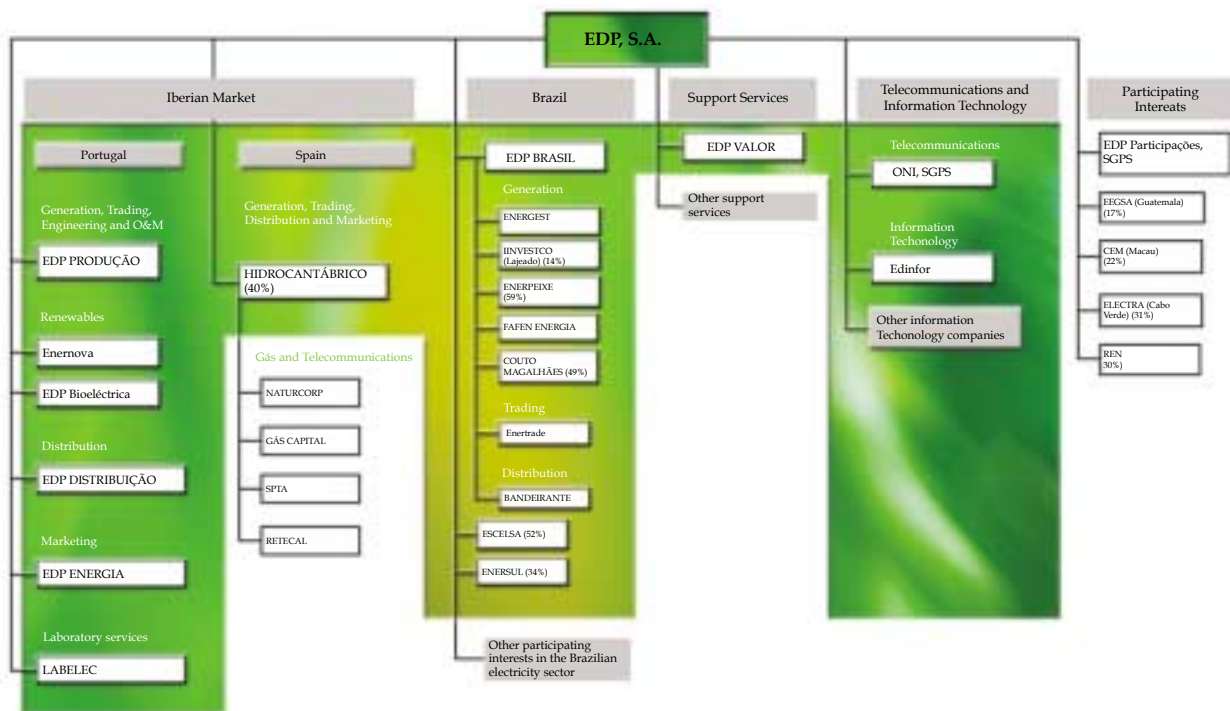 EDP, S.A.
Iberian Market
Portugal
Generation, Trading,
Engineering and O&M
EDP PRODUÇÃO
Renewables
Enernova
EDP Bioeléctrica
Distribution
EDP DISTRIBUIÇÃO
Marketing
EDP ENERGIA
Laboratory services
LABELEC
Spain
Generation, Trading,
Distribution and Marketing
HIDROCANTÁBRICO
(40%)
Gás and Telecommunications
NATURCORP
GÁS CAPITAL
SPTA
RETECAL
Brazil
EDP BRASIL
Generation
ENERGEST
IINVESTCO
(Lajeado) (14%)
ENERPEIXE
(59%)
FAFEN ENERGIA
COUTO
MAGALHÃES (49%)
Trading
Enertrade
Distribution
BANDEIRANTE
ESCELSA (52%)
ENERSUL (34%)
Other participating
interests in the Brazilian
electricity sector
Support Services
EDP VALOR
Other support
services
Telecommunications and
Information Technology
Telecommunications
ONI, SGPS
Information
Techonology
Edinfor
Other information
Techonology companies
Participating
Intereats
EDP Participações,
SGPS
EEGSA (Guatemala)
(17%)
CEM (Macau)
(22%)
ELECTRA (Cabo
Verde) (31%)
REN
30%)